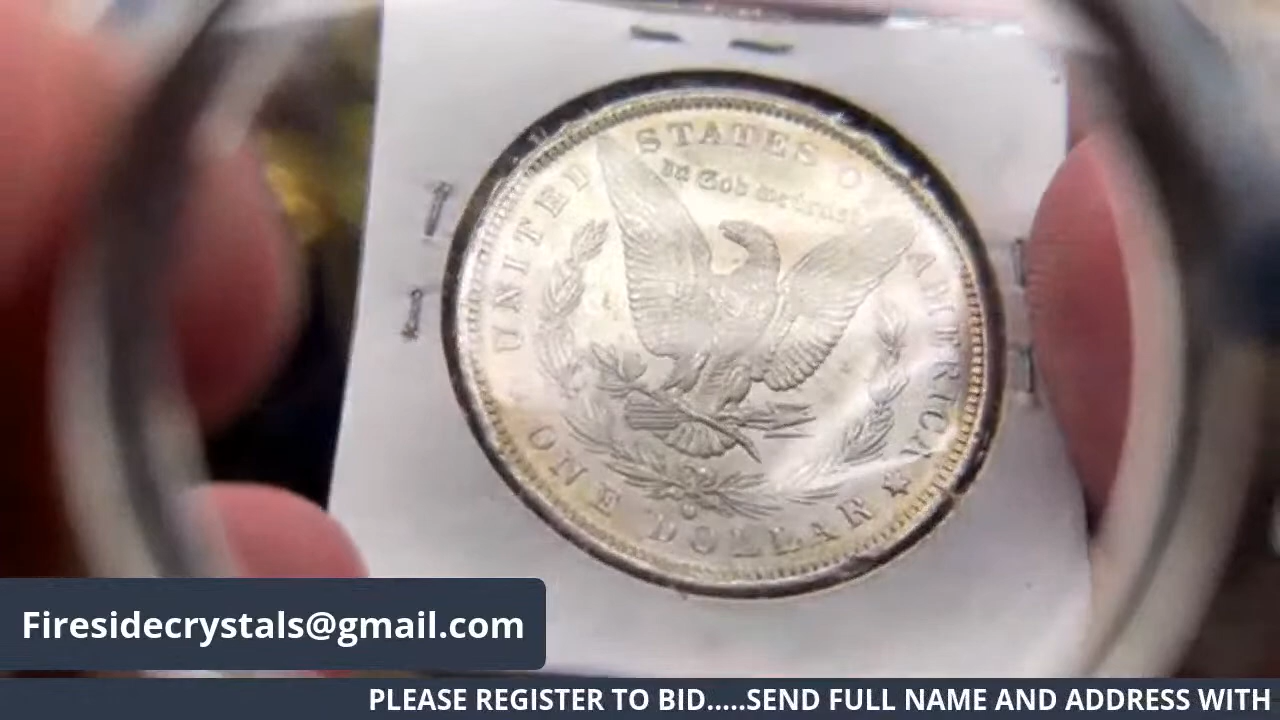 UNITED STATES O AMERICA
In God we trust
ONE DOLLAR
O
Firesidecrystals@gmail.com
PLEASE REGISTER TO BID.....SEND FULL NAME AND ADDRESS WITH